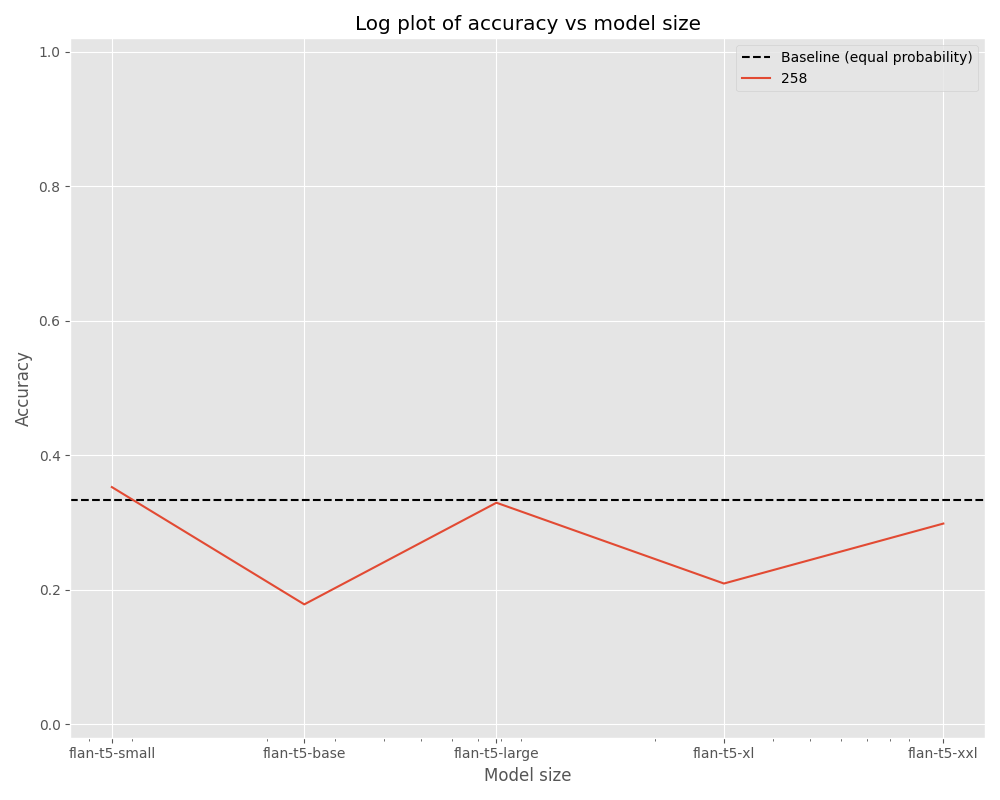 Log plot of accuracy vs model size
Baseline (equal probability)
258
1.0
0.8
0.6
0.4
0.2
0.0
Accuracy
flan-t5-small
flan-t5-base
flan-t5-large
flan-t5-xl
flan-t5-xxl
Model size